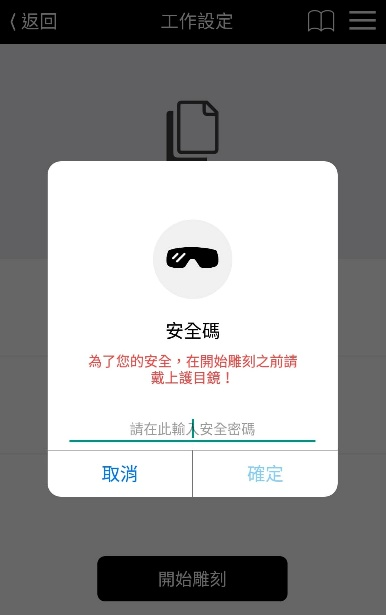 返回
工作設定
安全碼
為了您的安全，在開始雕刻之前請
戴上護目鏡！
請在此輸入安全密碼
取消
確定
開始雕刻